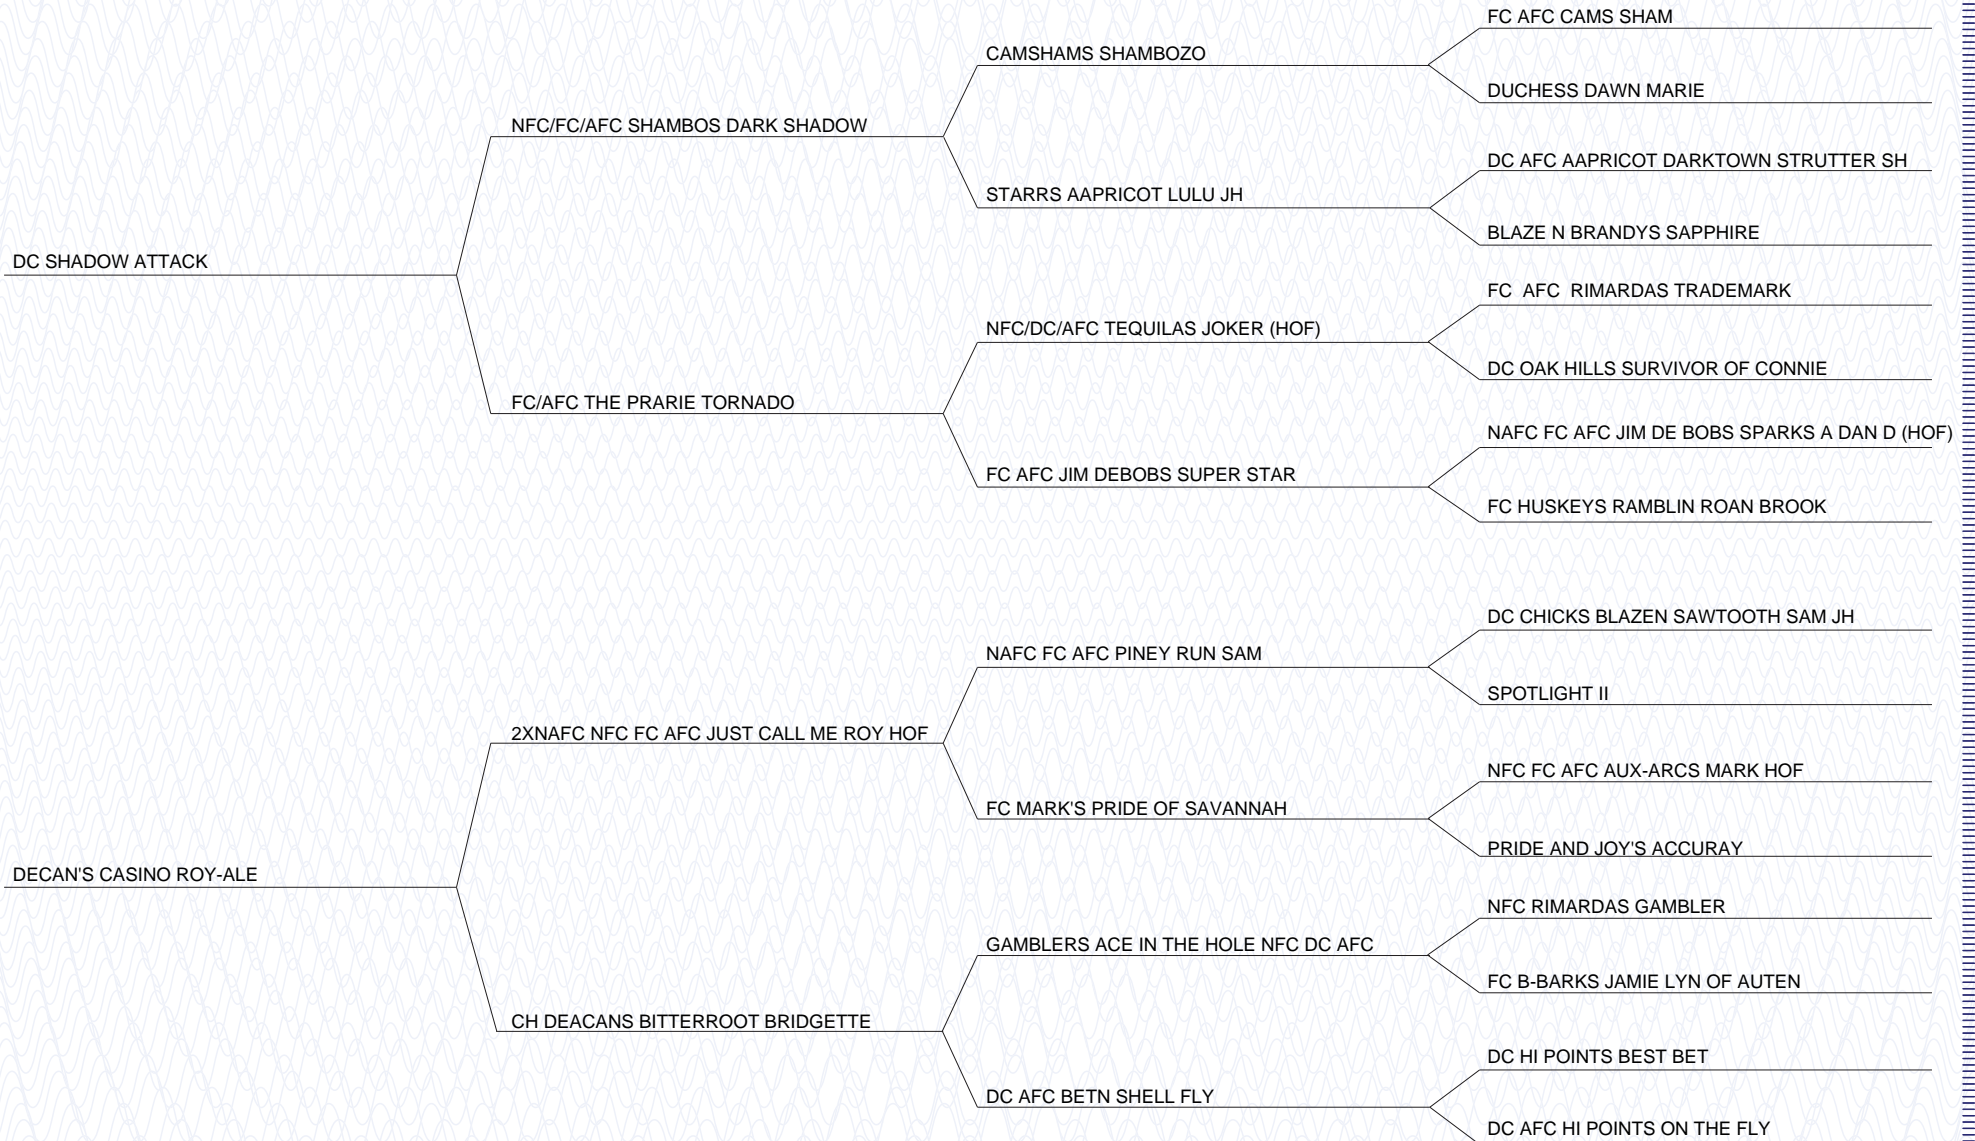 FC AFC CAMS SHAM
CAMSHAMS SHAMBOZO
DUCHESS DAWN MARIE
NFC/FC/AFC SHAMBOS DARK SHADOW
DC AFC AAPRICOT DARKTOWN STRUTTER SH
STARRS AAPRICOT LULU JH
BLAZE N BRANDYS SAPPHIRE
DC SHADOW ATTACK
FC AFC RIMARDAS TRADEMARK
NFC/DC/AFC TEQUILAS JOKER (HOF)
DC OAK HILLS SURVIVOR OF CONNIE
FC/AFC THE PRARIE TORNADO
NAFC FC AFC JIM DE BOBS SPARKS A DAN D (HOF)
FC AFC JIM DEBOBS SUPER STAR
FC HUSKEYS RAMBLIN ROAN BROOK
DC CHICKS BLAZEN SAWTOOTH SAM JH
NAFC FC AFC PINEY RUN SAM
SPOTLIGHT II
2XNAFC NFC FC AFC JUST CALL ME ROY HOF
NFC FC AFC AUX-ARCS MARK HOF
FC MARK'S PRIDE OF SAVANNAH
PRIDE AND JOY'S ACCURAY
DECAN'S CASINO ROY-ALE
NFC RIMARDAS GAMBLER
GAMBLERS ACE IN THE HOLE NFC DC AFC
FC B-BARKS JAMIE LYN OF AUTEN
CH DEACANS BITTERROOT BRIDGETTE
DC HI POINTS BEST BET
DC AFC BETN SHELL FLY
DC AFC HI POINTS ON THE FLY